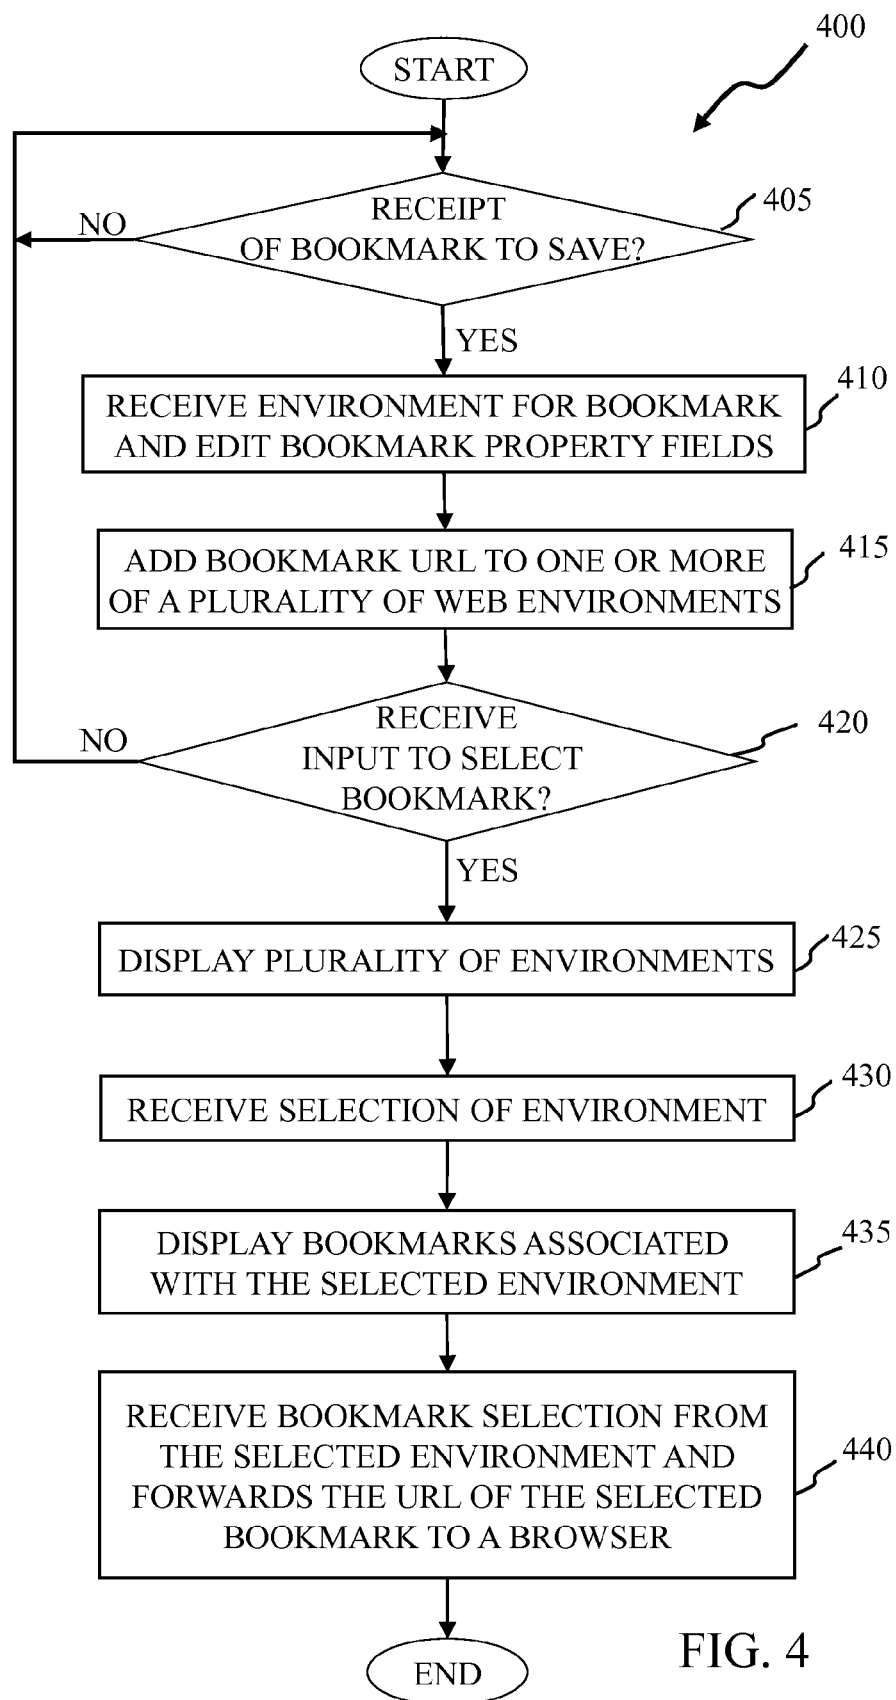 400
START
RECEIPT
OF BOOKMARK TO SAVE?
405
NO
YES
410
RECEIVE ENVIRONMENT FOR BOOKMARK
AND EDIT BOOKMARK PROPERTY FIELDS
415
ADD BOOKMARK URL TO ONE OR MORE
OF A PLURALITY OF WEB ENVIRONMENTS
RECEIVE
INPUT TO SELECT
BOOKMARK?
420
NO
YES
425
DISPLAY PLURALITY OF ENVIRONMENTS
430
RECEIVE SELECTION OF ENVIRONMENT
435
DISPLAY BOOKMARKS ASSOCIATED
WITH THE SELECTED ENVIRONMENT
RECEIVE BOOKMARK SELECTION FROM
THE SELECTED ENVIRONMENT AND
FORWARDS THE URL OF THE SELECTED
BOOKMARK TO A BROWSER
440
END
FIG. 4